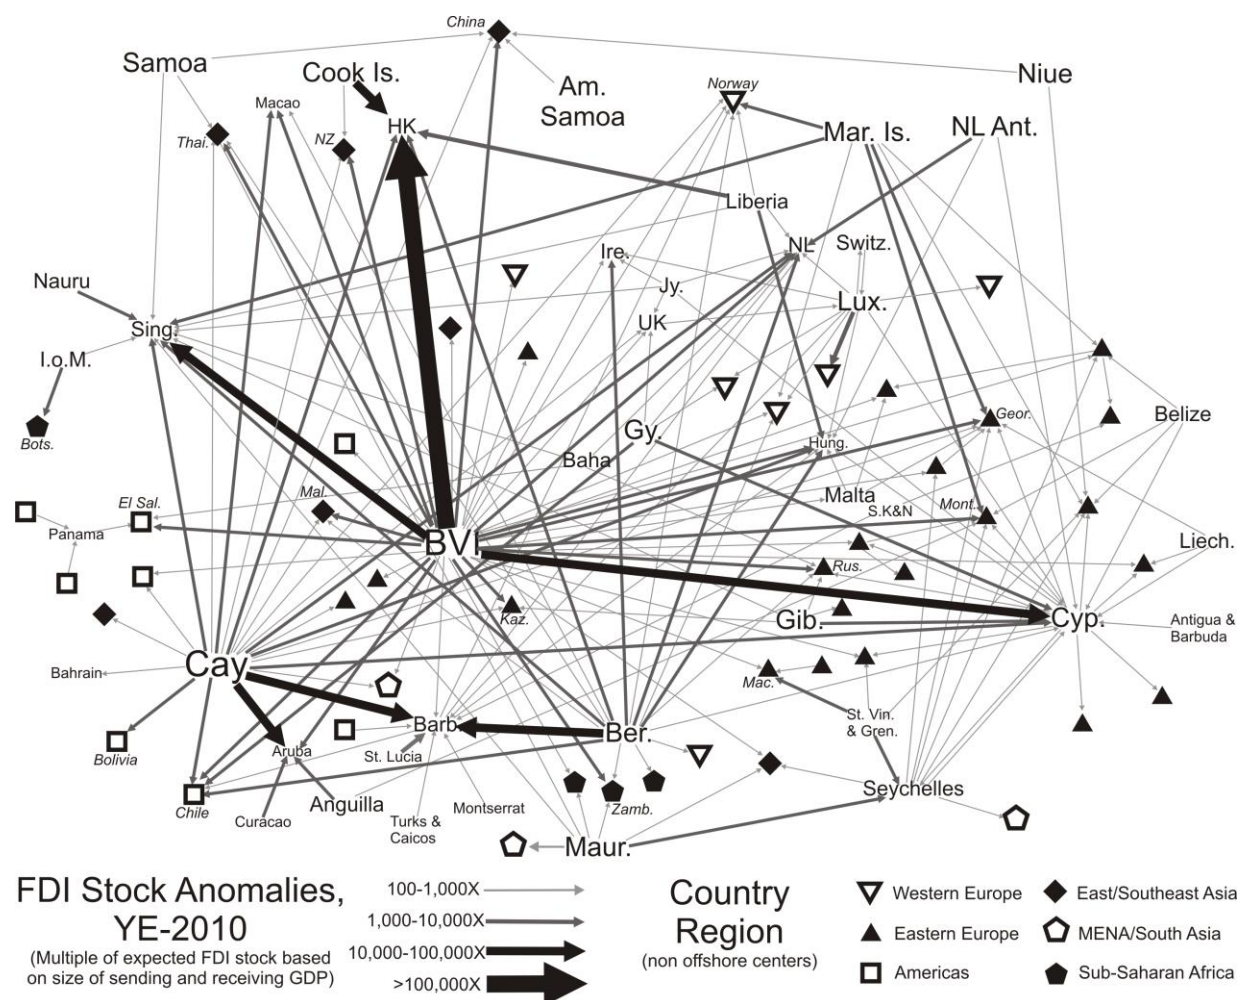 China
Samoa
Cook Is.
Niue
Norway
Am.
Samoa
Macao
HK
NZ
Thai.
Mar. Is.
NL Ant.
Liberia
Ire.
NL
Switz.
Nauru
Jy.
Lux.
Sing.
UK
I.o.M.
Bots.
Geor.
Belize
Gy.
Hung.
Baha
Mal.
El Sal.
Malta
S.K&N
Mont.
Panama
BVI
Liech.
Rus.
Kaz.
Gib.
Cyp.
Antigua &
Barbuda
Cay
Bahrain
Mac.
Barb
Ber.
St. Vin.
& Gren.
Bolivia
Aruba
St. Lucia
Seychelles
Chile
Anguilla
Montserrat
Zamb.
Curacao
Turks &
Caicos
Maur.
FDI Stock Anomalies,
YE-2010
(Multiple of expected FDI stock based
on size of sending and receiving GDP)
100-1,000X
1,000-10,000X
10,000-100,000X
>100,000X
Country
Region
(non offshore centers)
Western Europe
Eastern Europe
Americas
East/Southeast Asia
MENA/South Asia
Sub-Saharan Africa